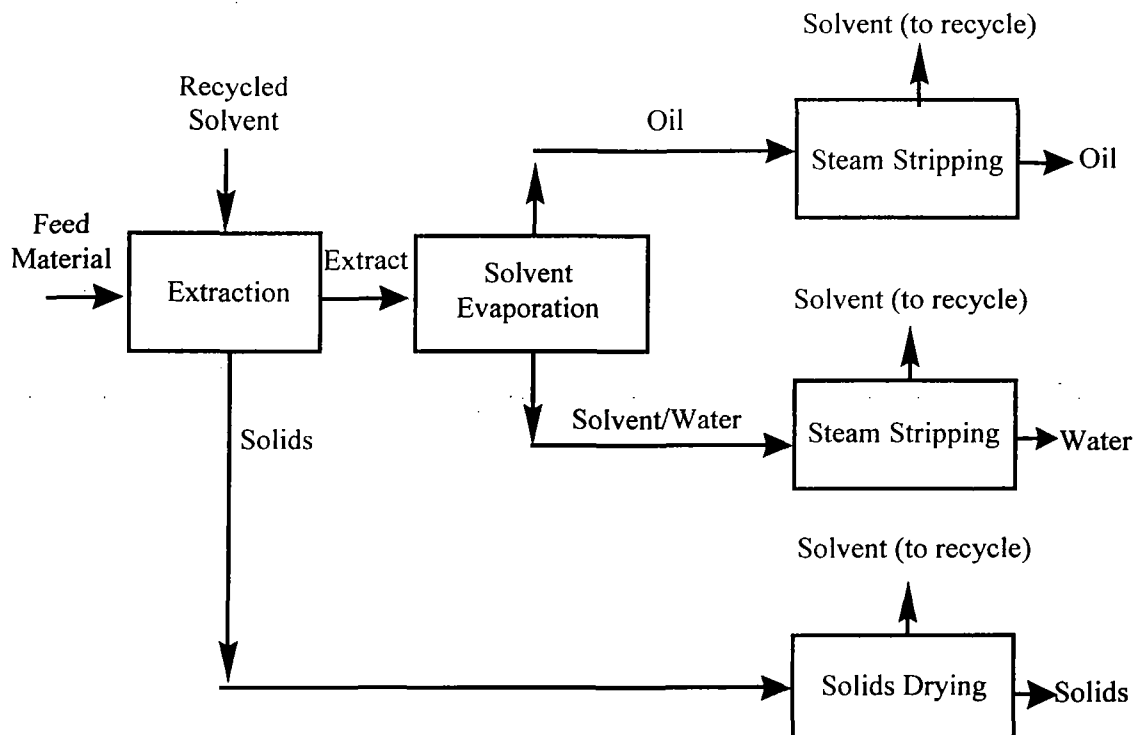 Solvent (to recycle)
Recycled
Solvent
Oil
Steam Stripping
Oil
Feed
Material
Extraction
Extract
Solvent
Evaporation
Solvent (to recycle)
Solvent/Water
Steam Stripping
Water
Solids
Solvent (to recycle)
Solids Drying
Solids